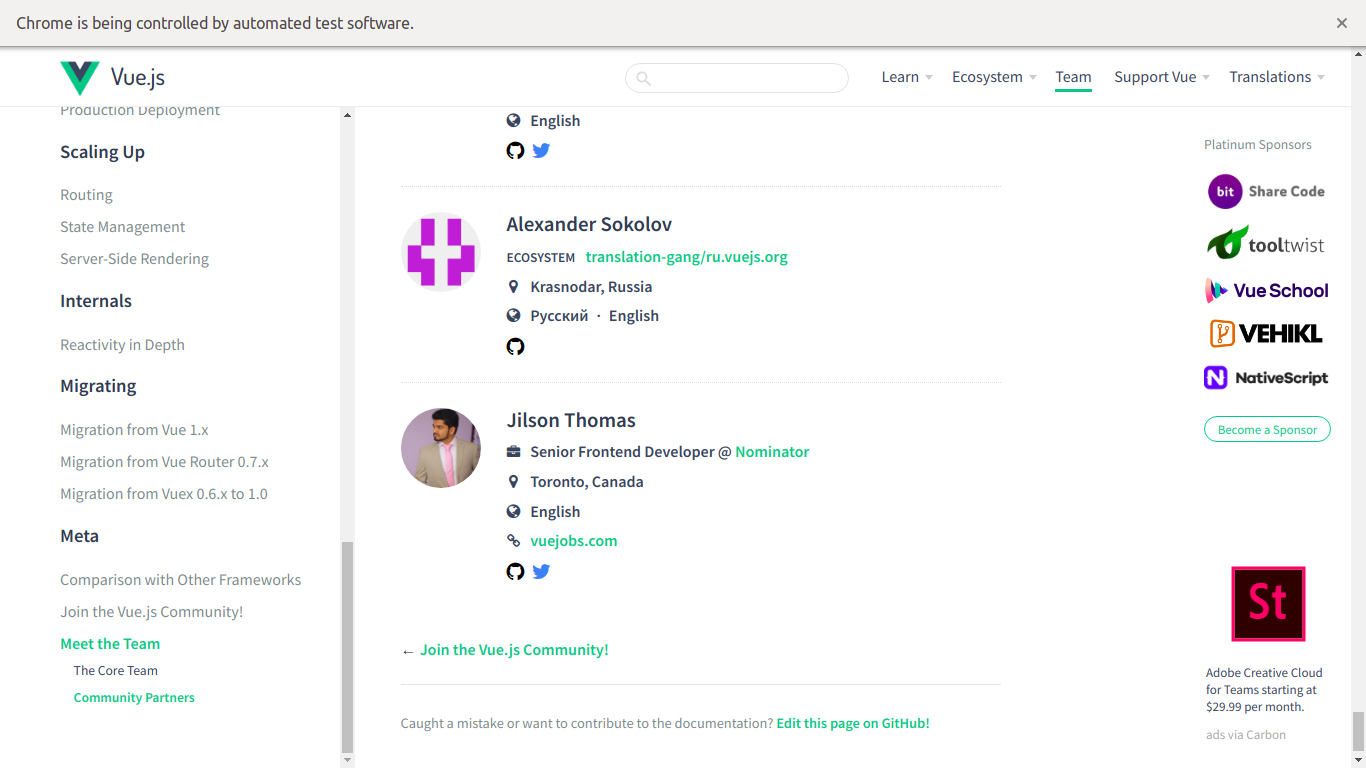 Chrome is being controlled by automated test software.
Vue.js
Learn
Ecosystem
Team
Support Vue
Translations
Production Deployment
Scaling Up
Routing
State Management
Server-Side Rendering
Internals
Reactivity in Depth
Migrating
Migration from Vue 1.x
Migration from Vue Router 0.7.x
Migration from Vuex 0.6.x to 1.0
Meta
Comparison with Other Frameworks
Join the Vue.js Community!
Meet the Team
The Core Team
Community Partners
English
Alexander Sokolov
ECOSYSTEM translation-gang/ru.vuejs.org
Krasnodar, Russia
Русский · English
Jilson Thomas
Senior Frontend Developer @ Nominator
Toronto, Canada
English
vuejobs.com
← Join the Vue.js Community!
Caught a mistake or want to contribute to the documentation? Edit this page on GitHub!
Platinum Sponsors
bit Share Code
tooltwist
Vue School
VEHIKL
N NativeScript
Become a Sponsor
St
Adobe Creative Cloud
for Teams starting at
$29.99 per month.
ads via Carbon